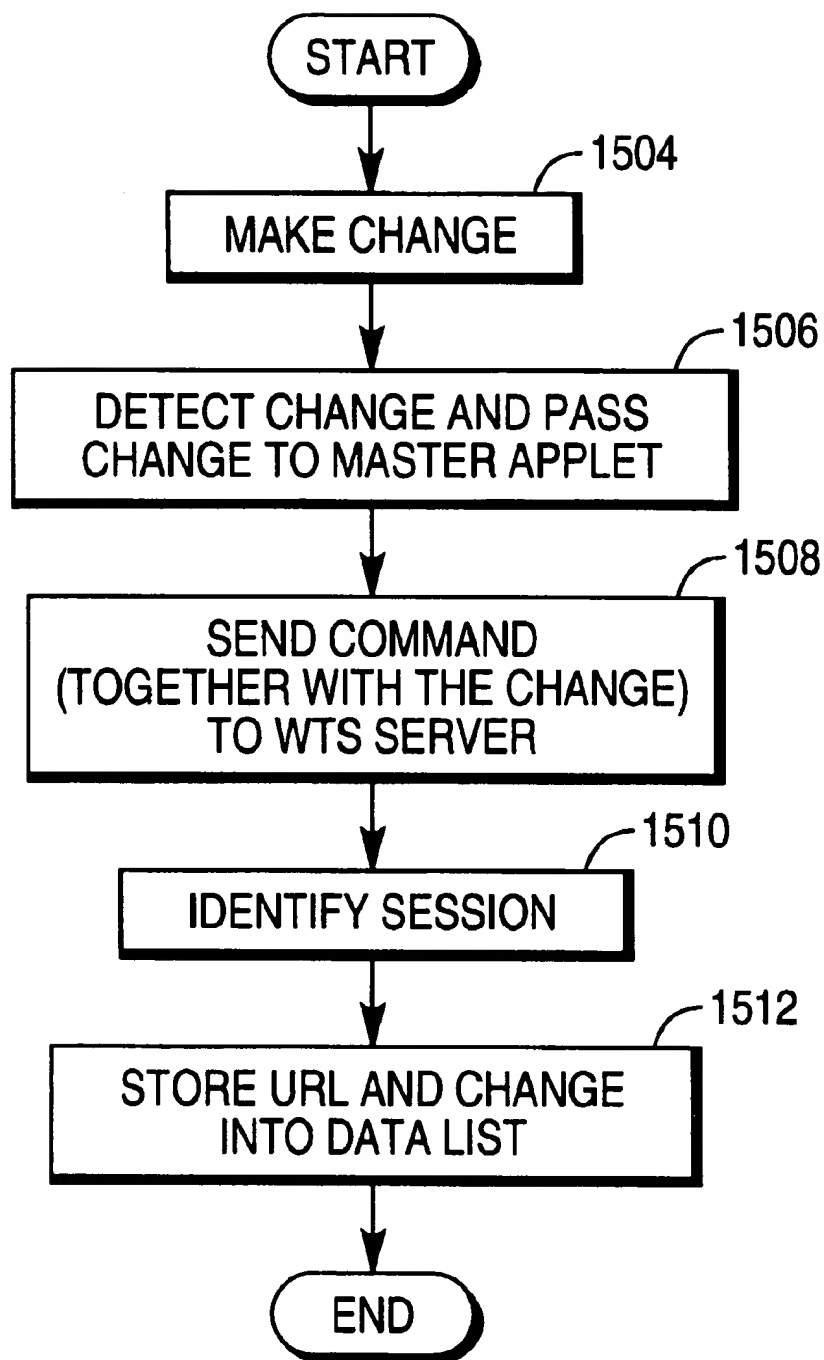 START
1504
MAKE CHANGE
1506
DETECT CHANGE AND PASS
CHANGE TO MASTER APPLET
1508
SEND COMMAND
(TOGETHER WITH THE CHANGE)
TO WTS SERVER
1510
IDENTIFY SESSION
1512
STORE URL AND CHANGE
INTO DATA LIST
END